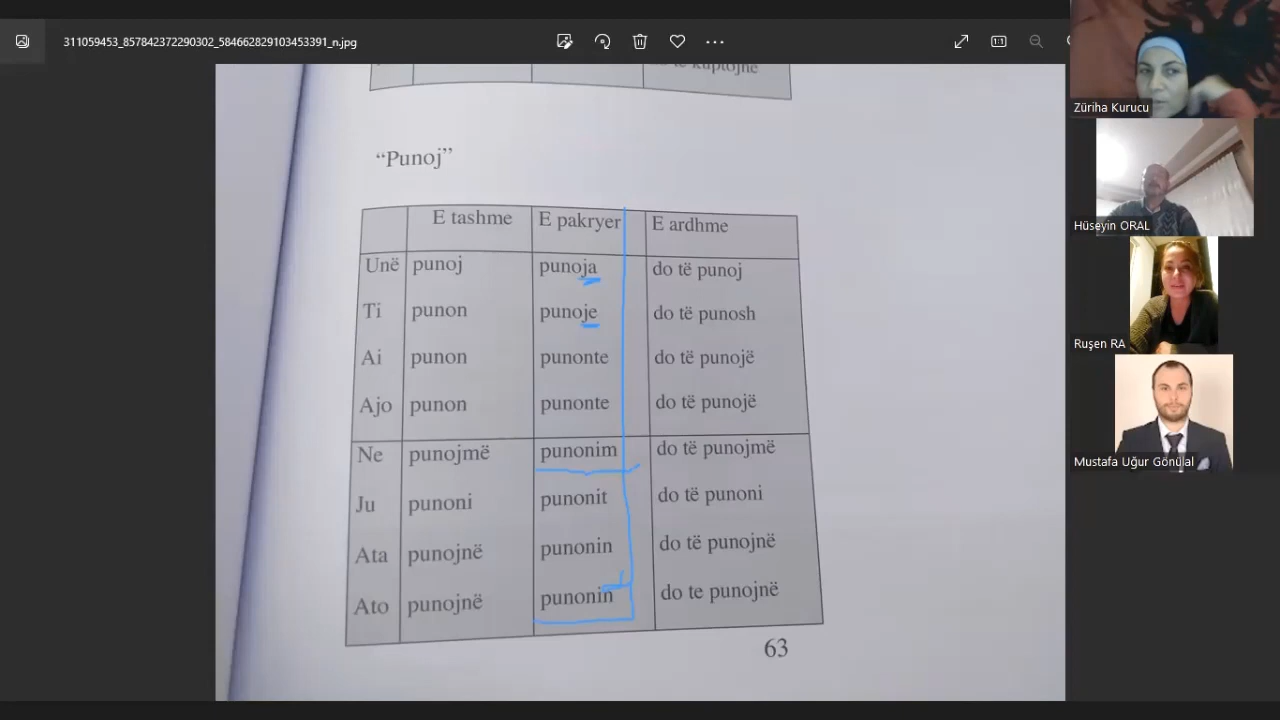 311059453_857842372290302_584662829103453391_n.jpg
do të kuptojnë
“Punoj”
E tashme E pakryer E ardhme
Unë punoj punoja do të punoj
Ti punon punoje do të punosh
Ai punon punonte do të punojë
Ajo punon punonte do të punojë
Ne punojmë punonim do të punojmë
Ju punoni punonit do të punoni
Ata punojnë punonin do të punojnë
Ato punojnë punonin do te punojnë
63
Züriha Kurucu
Hüseyin ORAL
Ruşen RA
Mustafa Uğur Gönülal